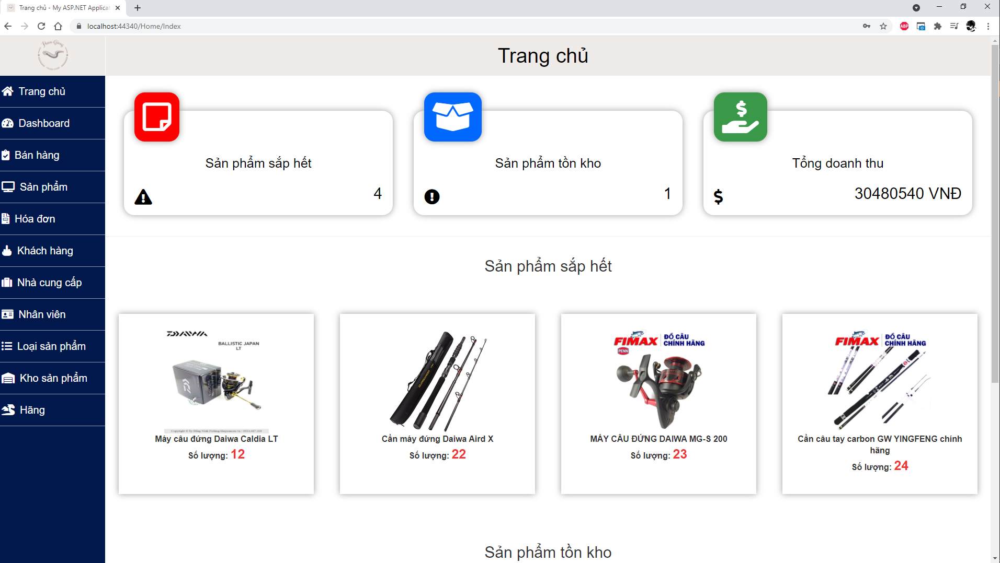 Trang chủ - My ASP.NET Applicat
localhost:44340/Home/Index
ABP
Trang chủ
Trang chủ
Dashboard
Bán hàng
Sản phẩm
Hóa đơn
Khách hàng
Nhà cung cấp
Nhân viên
Loại sản phẩm
Kho sản phẩm
Hãng
Sản phẩm sắp hết
4
Sản phẩm tồn kho
1
Tổng doanh thu
$ 30480540 VNĐ
Sản phẩm sắp hết
DAIWA
BALLISTIC JAPAN
LT
Máy câu đứng Daiwa Caldia LT
Số lượng: 12
Cần máy đứng Daiwa Aird X
Số lượng: 22
FIMAX
ĐỒ CÂU
CHÍNH HÃNG
PENN
MÁY CÂU ĐỨNG DAIWA MG-S 200
Số lượng: 23
FIMAX
ĐỒ CÂU
CHÍNH HÃNG
Cần câu tay carbon GW YINGFENG chính
hãng
Số lượng: 24
Sản phẩm tồn kho